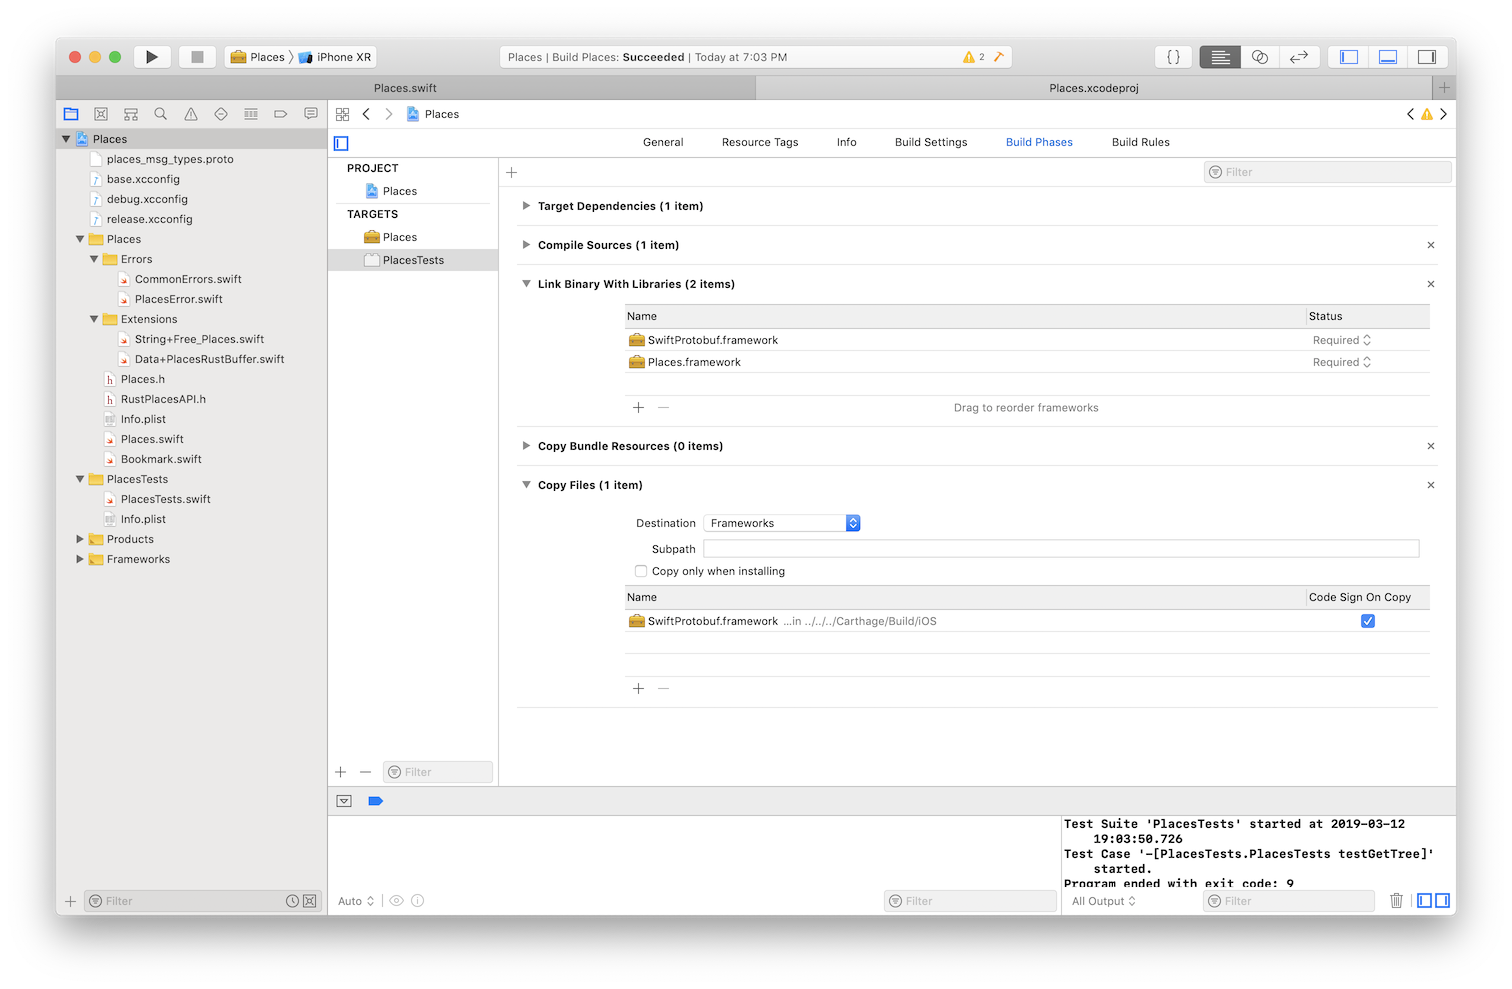 Places 〉 iPhone XR
Places | Build Places: Succeeded | Today at 7:03 PM
2
{ }
Places.swift
Places.xcodeproj
Places
General
Resource Tags
Info
Build Settings
Build Phases
Build Rules
Places
places_msg_types.proto
base.xcconfig
debug.xcconfig
release.xcconfig
Places
Errors
CommonErrors.swift
PlacesError.swift
Extensions
String+Free_Places.swift
Data+PlacesRustBuffer.swift
h Places.h
h RustPlacesAPI.h
Info.plist
Places.swift
Bookmark.swift
PlacesTests
PlacesTests.swift
Info.plist
Products
Frameworks
Filter
PROJECT
Places
TARGETS
Places
PlacesTests
Filter
Filter
Target Dependencies (1 item)
Compile Sources (1 item)
Link Binary With Libraries (2 items)
Name Status
SwiftProtobuf.framework Required
Places.framework Required
Drag to reorder frameworks
Copy Bundle Resources (0 items)
Copy Files (1 item)
Destination Frameworks
Subpath
Copy only when installing
Name Code Sign On Copy
SwiftProtobuf.framework ...in ../../../Carthage/Build/iOS
Auto
Filter
Test Suite 'PlacesTests' started at 2019-03-12
19:03:50.726
Test Case '-[PlacesTests.PlacesTests testGetTree]'
started.
Program ended with exit code: 9
All Output
Filter